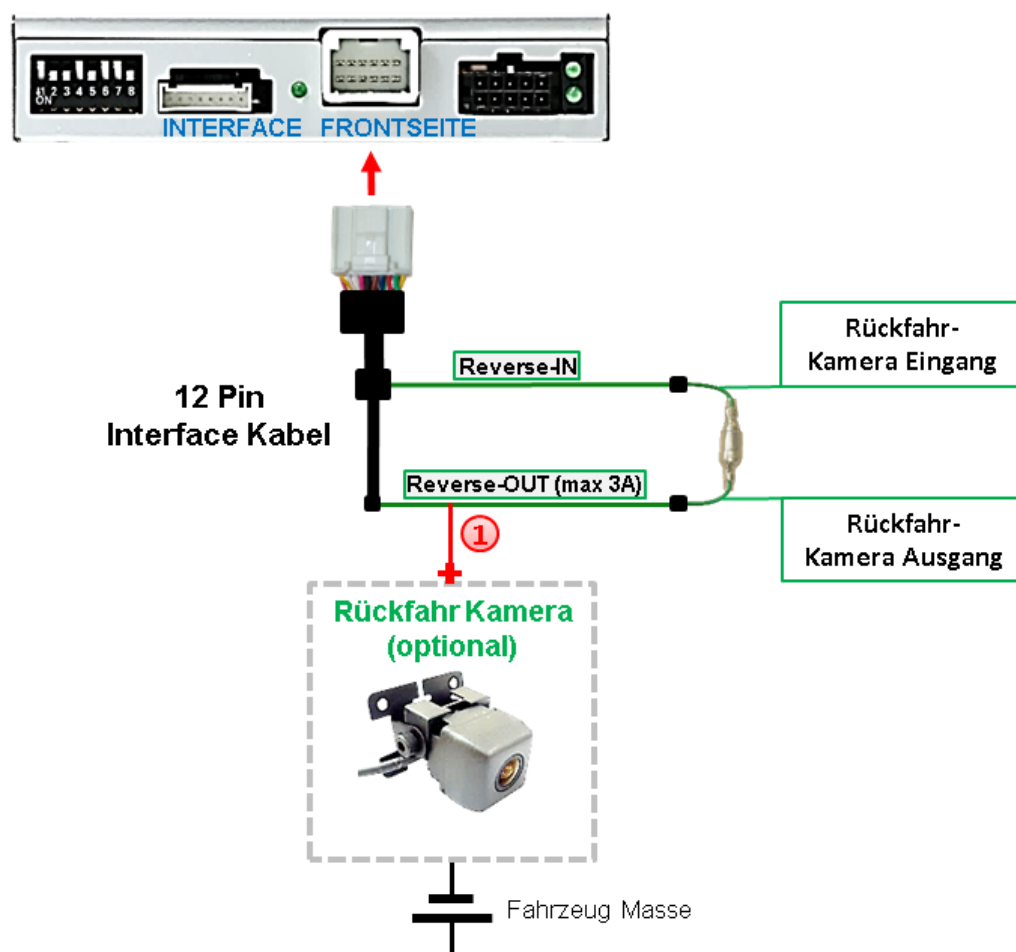 1 2 3 4 5 6 7 8
ON
INTERFACE FRONTSEITE
Reverse-IN
Rückfahr-
Kamera Eingang
12 Pin
Interface Kabel
Reverse-OUT (max 3A)
1
Rückfahr-
Kamera Ausgang
Rückfahr Kamera
(optional)
Fahrzeug Masse